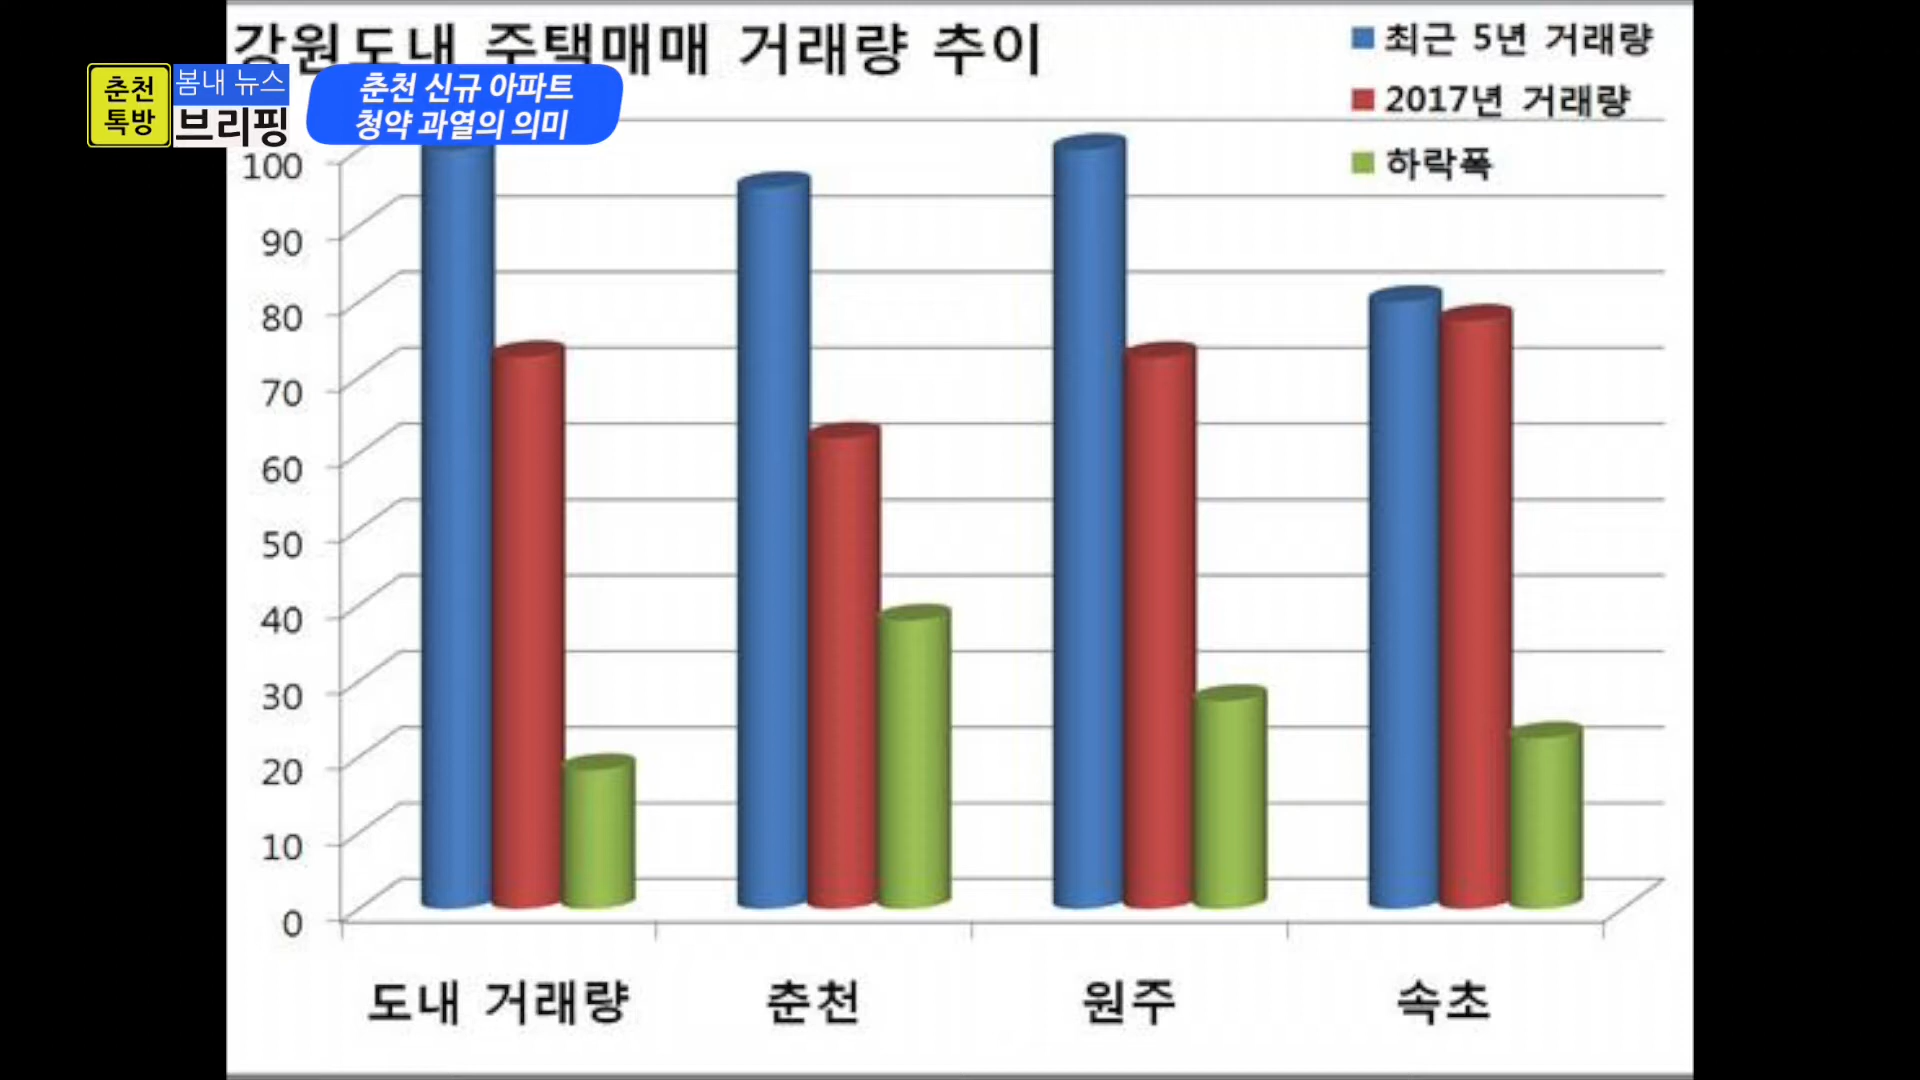 강원도내 주택매매 거래량 추이
춘천
톡방
봄내 뉴스
브리핑
춘천 신규 아파트
청약 과열의 의미
최근 5년 거래량
2017년 거래량
하락폭
100
90
80
70
60
50
40
30
20
10
0
도내 거래량 춘천 원주 속초